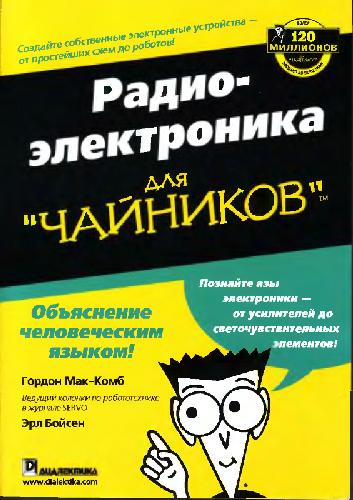 Создайте собственные электронные устройства —
от простейших схем до роботов!
120
МИЛЛИОНОВ
Радио-
электроника
для
"ЧАЙНИКОВ"™
Познайте язы
электроники —
от усилителей до
светочувствительных
элементов!
Объяснение
человеческим
языком!
Гордон Мак-Комб
Ведущий колонки по робототехнике
в журнале SERVO
Эрл Бойсен
ДИАЛЕКТИКА
www.dialektika.com